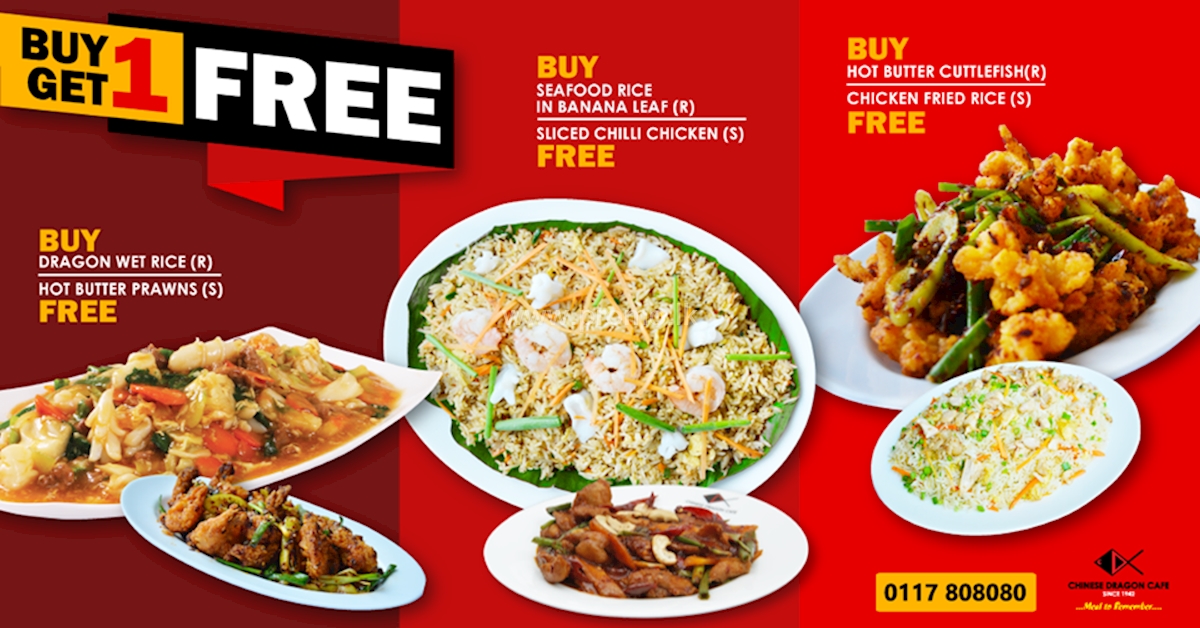 BUY
GET 1 FREE
BUY
DRAGON WET RICE (R)
HOT BUTTER PRAWNS (S)
FREE
BUY
SEAFOOD RICE
IN BANANA LEAF (R)
SLICED CHILLI CHICKEN (S)
FREE
BUY
HOT BUTTER CUTTLEFISH(R)
CHICKEN FRIED RICE (S)
FREE
0117 808080
CHINESE DRAGON CAFE
SINCE 1942
...Meal to Remember....